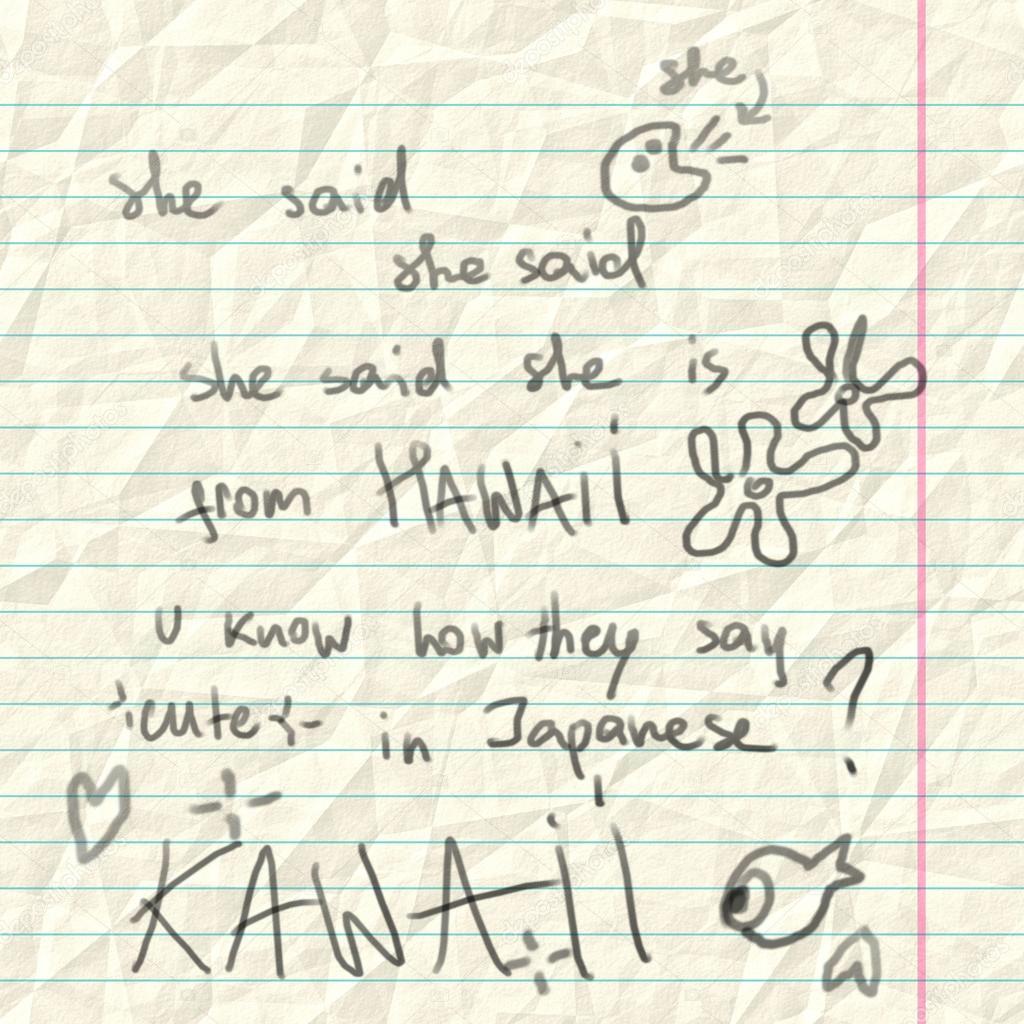 she
she said
she said
she said she is
from HAWAII
U know how they say
'cute' in Japanese ?
KAWAII